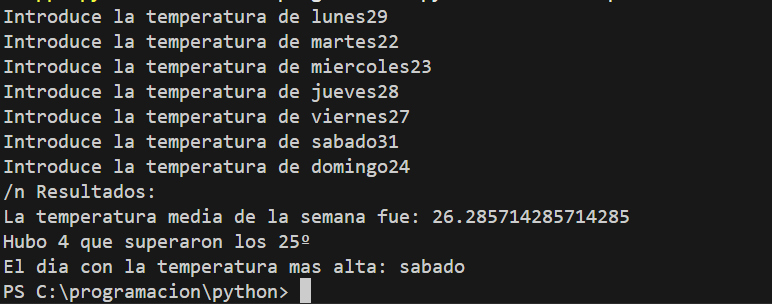 Introduce la temperatura de lunes29
Introduce la temperatura de martes22
Introduce la temperatura de miercoles23
Introduce la temperatura de jueves28
Introduce la temperatura de viernes27
Introduce la temperatura de sabado31
Introduce la temperatura de domingo24
/n Resultados:
La temperatura media de la semana fue: 26.285714285714285
Hubo 4 que superaron los 25º
El dia con la temperatura mas alta: sabado
PS C:\programacion\python>